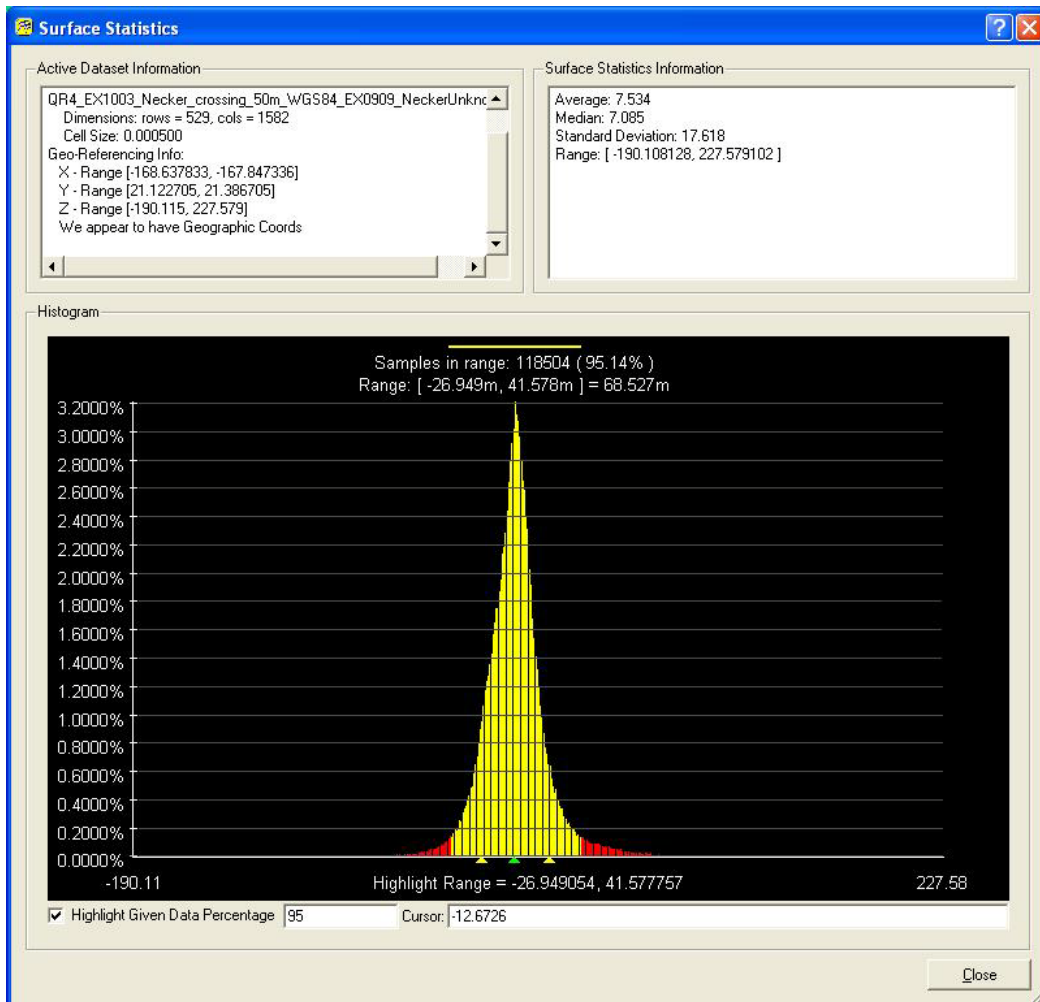 Surface Statistics
Active Dataset Information
QR4_EX1003_Necker_crossing_50m_WGS84_EX0909_NeckerUnkno
Dimensions: rows = 529, cols = 1582
Cell Size: 0.000500
Geo-Referencing Info:
X - Range [-168.637833, -167.847336]
Y - Range [21.122705, 21.386705]
Z - Range [-190.115, 227.579]
We appear to have Geographic Coords
Surface Statistics Information
Average: 7.534
Median: 7.085
Standard Deviation: 17.618
Range: [ -190.108128, 227.579102 ]
Histogram
Samples in range: 118504 ( 95.14% )
Range: [ -26.949m, 41.578m ] = 68.527m
3.2000%
3.0000%
2.8000%
2.6000%
2.4000%
2.2000%
2.0000%
1.8000%
1.6000%
1.4000%
1.2000%
1.0000%
0.8000%
0.6000%
0.4000%
0.2000%
0.0000%
-190.11 Highlight Range = -26.949054, 41.577757 227.58
Highlight Given Data Percentage 95 Cursor: -12.6726
Close